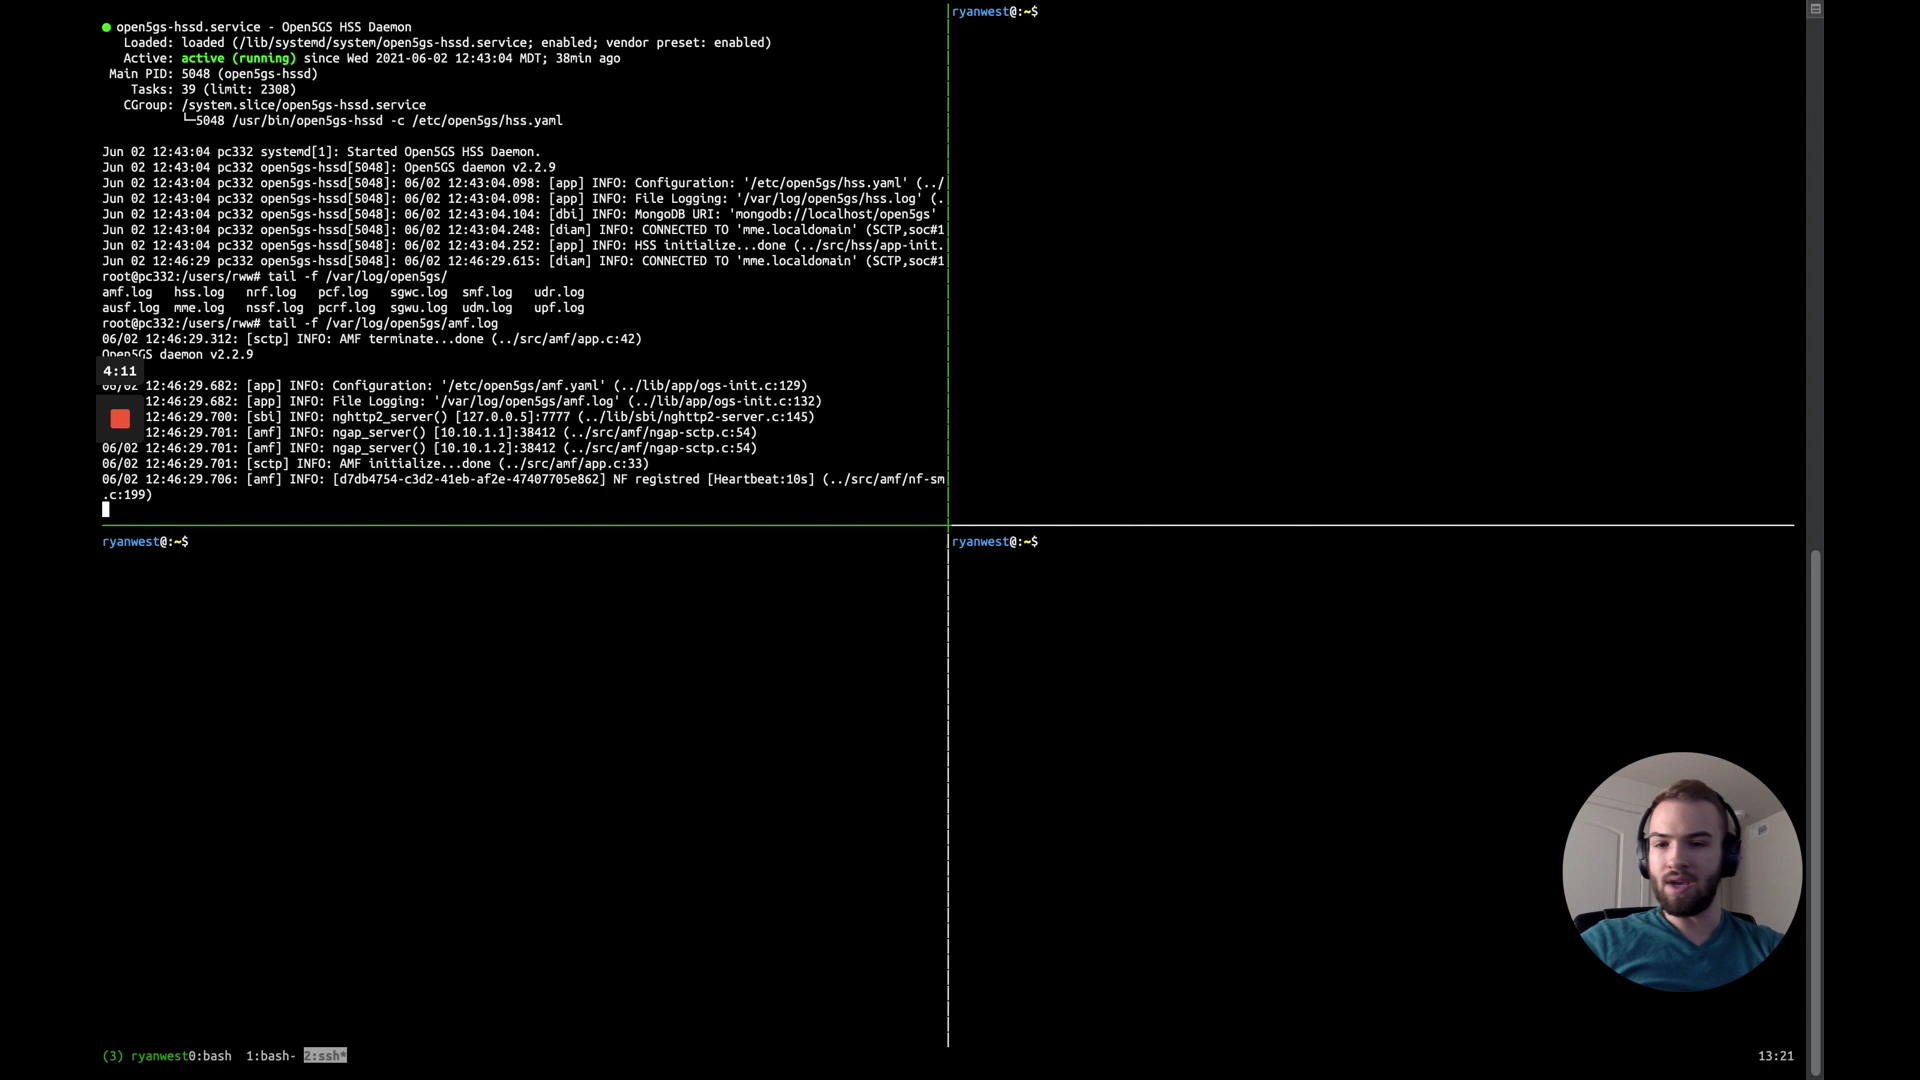 ● open5gs-hssd.service - Open5GS HSS Daemon
Loaded: loaded (/lib/systemd/system/open5gs-hssd.service; enabled; vendor preset: enabled)
Active: active (running) since Wed 2021-06-02 12:43:04 MDT; 38min ago
Main PID: 5048 (open5gs-hssd)
Tasks: 39 (limit: 2308)
CGroup: /system.slice/open5gs-hssd.service
└─5048 /usr/bin/open5gs-hssd -c /etc/open5gs/hss.yaml
Jun 02 12:43:04 pc332 systemd[1]: Started Open5GS HSS Daemon.
Jun 02 12:43:04 pc332 open5gs-hssd[5048]: Open5GS daemon v2.2.9
Jun 02 12:43:04 pc332 open5gs-hssd[5048]: 06/02 12:43:04.098: [app] INFO: Configuration: '/etc/open5gs/hss.yaml' (../
Jun 02 12:43:04 pc332 open5gs-hssd[5048]: 06/02 12:43:04.098: [app] INFO: File Logging: '/var/log/open5gs/hss.log' (.
Jun 02 12:43:04 pc332 open5gs-hssd[5048]: 06/02 12:43:04.104: [dbi] INFO: MongoDB URI: 'mongodb://localhost/open5gs'
Jun 02 12:43:04 pc332 open5gs-hssd[5048]: 06/02 12:43:04.248: [diam] INFO: CONNECTED TO 'mme.localdomain' (SCTP,soc#1
Jun 02 12:43:04 pc332 open5gs-hssd[5048]: 06/02 12:43:04.252: [app] INFO: HSS initialize...done (../src/hss/app-init.
Jun 02 12:46:29 pc332 open5gs-hssd[5048]: 06/02 12:46:29.615: [diam] INFO: CONNECTED TO 'mme.localdomain' (SCTP,soc#1
root@pc332:/users/rww# tail -f /var/log/open5gs/
amf.log hss.log nrf.log pcf.log sgwc.log smf.log udr.log
ausf.log mme.log nssf.log pcrf.log sgwu.log udm.log upf.log
root@pc332:/users/rww# tail -f /var/log/open5gs/amf.log
06/02 12:46:29.312: [sctp] INFO: AMF terminate...done (../src/amf/app.c:42)
Open5GS daemon v2.2.9
4:11
06/02 12:46:29.682: [app] INFO: Configuration: '/etc/open5gs/amf.yaml' (../lib/app/ogs-init.c:129)
12:46:29.682: [app] INFO: File Logging: '/var/log/open5gs/amf.log' (../lib/app/ogs-init.c:132)
12:46:29.700: [sbi] INFO: nghttp2_server() [127.0.0.5]:7777 (../lib/sbi/nghttp2-server.c:145)
12:46:29.701: [amf] INFO: ngap_server() [10.10.1.1]:38412 (../src/amf/ngap-sctp.c:54)
06/02 12:46:29.701: [amf] INFO: ngap_server() [10.10.1.2]:38412 (../src/amf/ngap-sctp.c:54)
06/02 12:46:29.701: [sctp] INFO: AMF initialize...done (../src/amf/app.c:33)
06/02 12:46:29.706: [amf] INFO: [d7db4754-c3d2-41eb-af2e-47407705e862] NF registred [Heartbeat:10s] (../src/amf/nf-sm
.c:199)
ryanwest@:~$
ryanwest@:~$
ryanwest@:~$
(3) ryanwest0:bash 1:bash- 2:ssh*
13:21